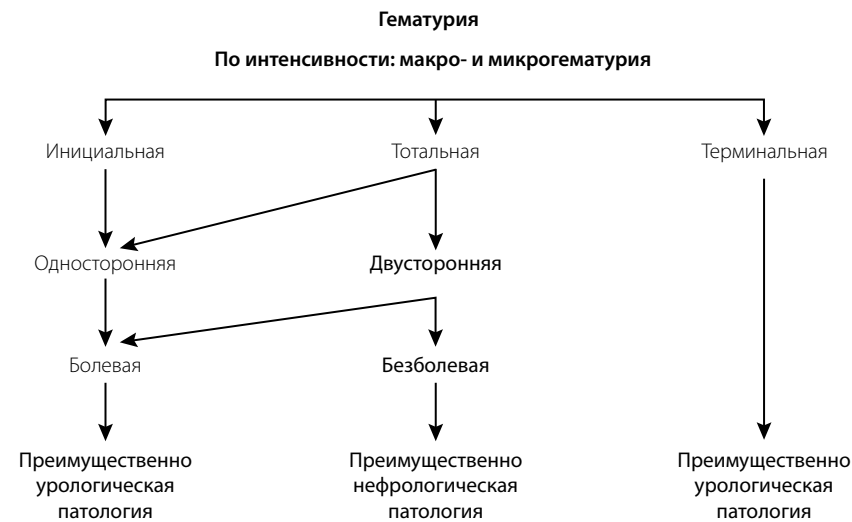 Гематурия
По интенсивности: макро- и микрогематурия
Инициальная
Тотальная
Терминальная
Односторонняя
Двусторонняя
Болевая
Безболевая
Преимущественно
урологическая
патология
Преимущественно
нефрологическая
патология
Преимущественно
урологическая
патология